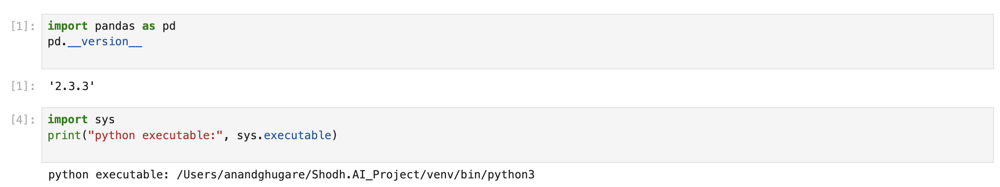 [1]: import pandas as pd
pd.__version__
[1]: '2.3.3'
[4]: import sys
print("python executable:", sys.executable)
python executable: /Users/anandghugare/Shodh.AI_Project/venv/bin/python3